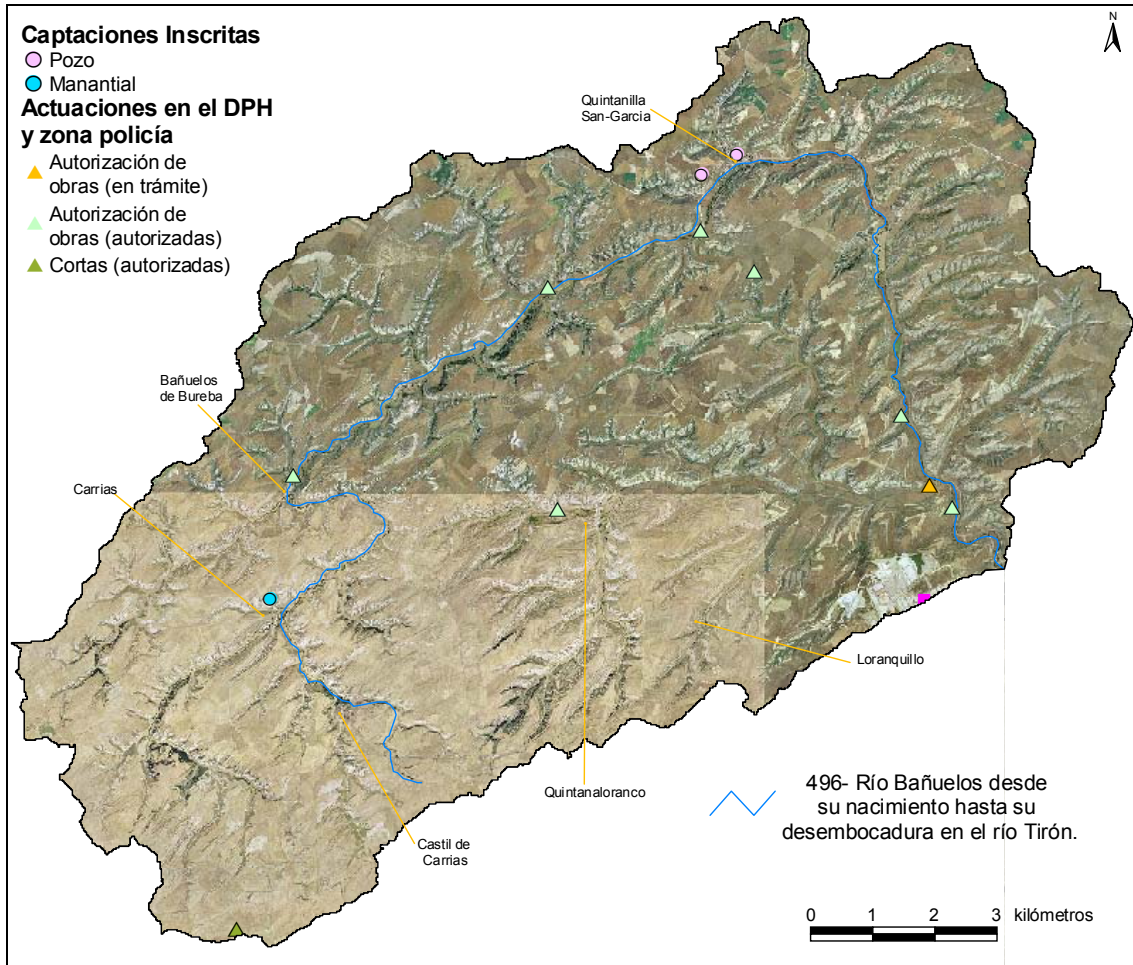 Captaciones Inscritas
Pozo
Manantial
Actuaciones en el DPH
y zona policía
Autorización de
obras (en trámite)
Autorización de
obras (autorizadas)
Cortas (autorizadas)
N
Quintanilla
San-Garcia
Bañuelos
de Bureba
Carrias
Loranquillo
Quintanaloranco
Castil de
Carrias
496- Río Bañuelos desde
su nacimiento hasta su
desembocadura en el río Tirón.
0 1 2 3 kilómetros